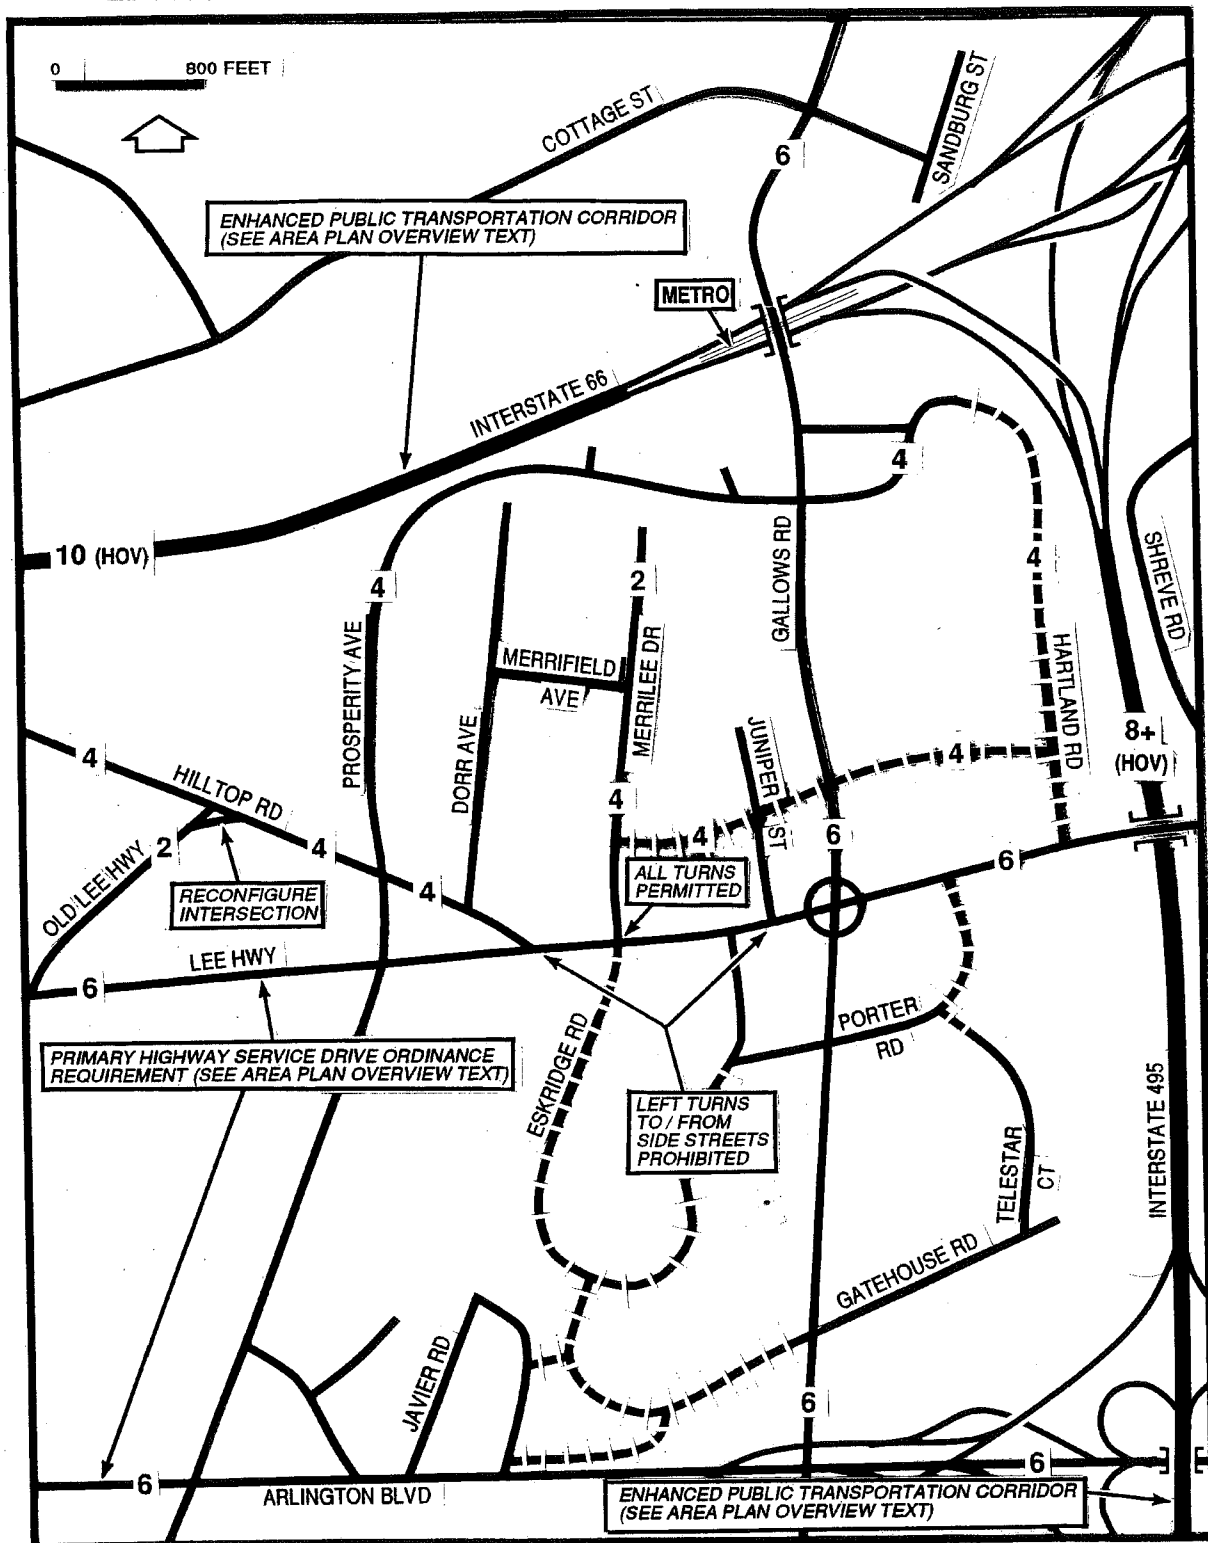 0 800 FEET
COTTAGE ST
SANDBURG ST
6
ENHANCED PUBLIC TRANSPORTATION CORRIDOR
(SEE AREA PLAN OVERVIEW TEXT)
METRO
INTERSTATE 66
4
10 (HOV)
4
2
GALLOWS RD
4
SHREVE RD
PROSPERITY AVE
MERRIFIELD
AVE
MERRILEE DR
HARTLAND RD
DORR AVE
JUNIPER ST
8+
(HOV)
4
HILLTOP RD
4
4
4
6
6
OLD LEE HWY
2
4
4
RECONFIGURE
INTERSECTION
ALL TURNS
PERMITTED
LEE HWY
6
PORTER
RD
ESKRIDGE RD
PRIMARY HIGHWAY SERVICE DRIVE ORDINANCE
REQUIREMENT (SEE AREA PLAN OVERVIEW TEXT)
LEFT TURNS
TO / FROM
SIDE STREETS
PROHIBITED
INTERSTATE 495
TELESTAR
CT
GATEHOUSE RD
JAVIER RD
6
6
6
ARLINGTON BLVD
ENHANCED PUBLIC TRANSPORTATION CORRIDOR
(SEE AREA PLAN OVERVIEW TEXT)